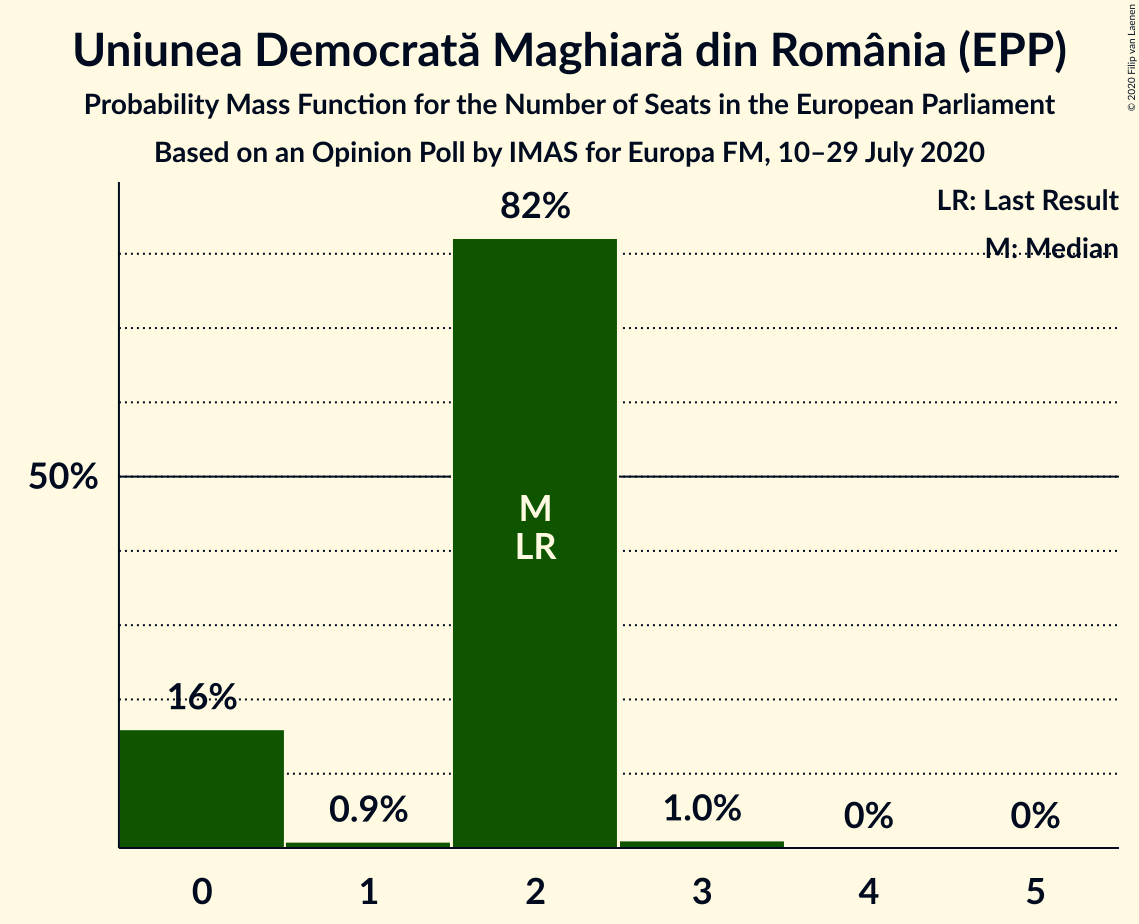 Uniunea Democrată Maghiară din România (EPP)
Probability Mass Function for the Number of Seats in the European Parliament
Based on an Opinion Poll by IMAS for Europa FM, 10–29 July 2020
© 2020 Filip van Laenen
LR: Last Result
M: Median
82%
50%
M
LR
16%
0.9%
1.0%
0%
0%
0
1
2
3
4
5